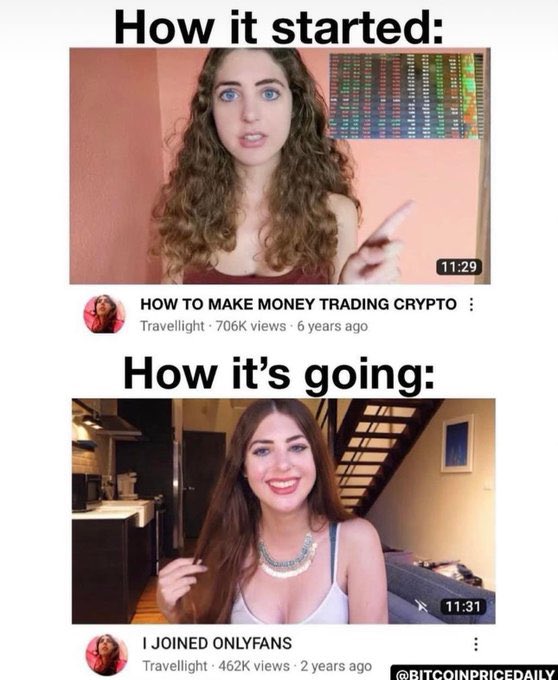 How it started:
11:29
HOW TO MAKE MONEY TRADING CRYPTO
Travellight · 706K views · 6 years ago
How it's going:
11:31
I JOINED ONLYFANS
Travellight · 462K views · 2 years ago
@BITCOINPRICEDAILY